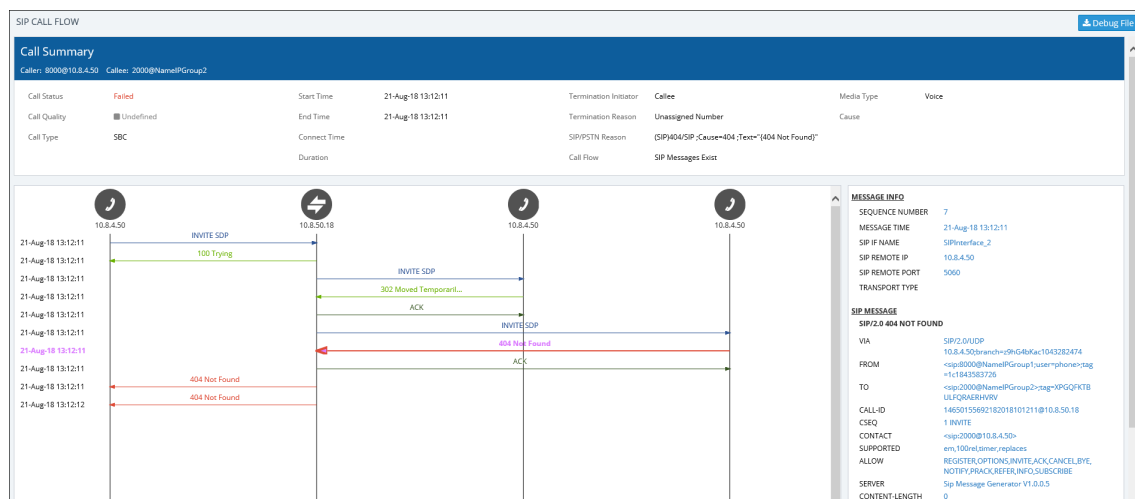 SIP CALL FLOW
Debug File
Call Summary
Caller: 8000@10.8.4.50 Callee: 2000@NameIPGroup2
Call Status Failed Start Time 21-Aug-18 13:12:11 Termination Initiator Callee Media Type Voice
Call Quality Undefined End Time 21-Aug-18 13:12:11 Termination Reason Unassigned Number Cause
Call Type SBC Connect Time SIP/PSTN Reason (SIP)404/SIP ;Cause=404 ;Text="{404 Not Found}"
Duration Call Flow SIP Messages Exist
10.8.4.50 10.8.50.18 10.8.4.50 10.8.4.50
INVITE SDP
21-Aug-18 13:12:11
100 Trying
21-Aug-18 13:12:11
INVITE SDP
21-Aug-18 13:12:11
302 Moved Temporaril...
21-Aug-18 13:12:11
ACK
21-Aug-18 13:12:11
INVITE SDP
21-Aug-18 13:12:11
404 Not Found
21-Aug-18 13:12:11
ACK
21-Aug-18 13:12:11
404 Not Found
21-Aug-18 13:12:11
404 Not Found
21-Aug-18 13:12:12
MESSAGE INFO
SEQUENCE NUMBER 7
MESSAGE TIME 21-Aug-18 13:12:11
SIP IF NAME SIPInterface_2
SIP REMOTE IP 10.8.4.50
SIP REMOTE PORT 5060
TRANSPORT TYPE
SIP MESSAGE
SIP/2.0 404 NOT FOUND
VIA SIP/2.0/UDP
10.8.4.50;branch=z9hG4bKac1043282474
FROM <sip:8000@NameIPGroup1;user=phone>;tag
=1c1843583726
TO <sip:2000@NameIPGroup2>;tag=XPGQFKTB
ULFQRAERHVRV
CALL-ID 14650155692182018101211@10.8.50.18
CSEQ 1 INVITE
CONTACT <sip:2000@10.8.4.50>
SUPPORTED em,100rel,timer,replaces
ALLOW REGISTER,OPTIONS,INVITE,ACK,CANCEL,BYE,
NOTIFY,PRACK,REFER,INFO,SUBSCRIBE
SERVER Sip Message Generator V1.0.0.5
CONTENT-LENGTH 0